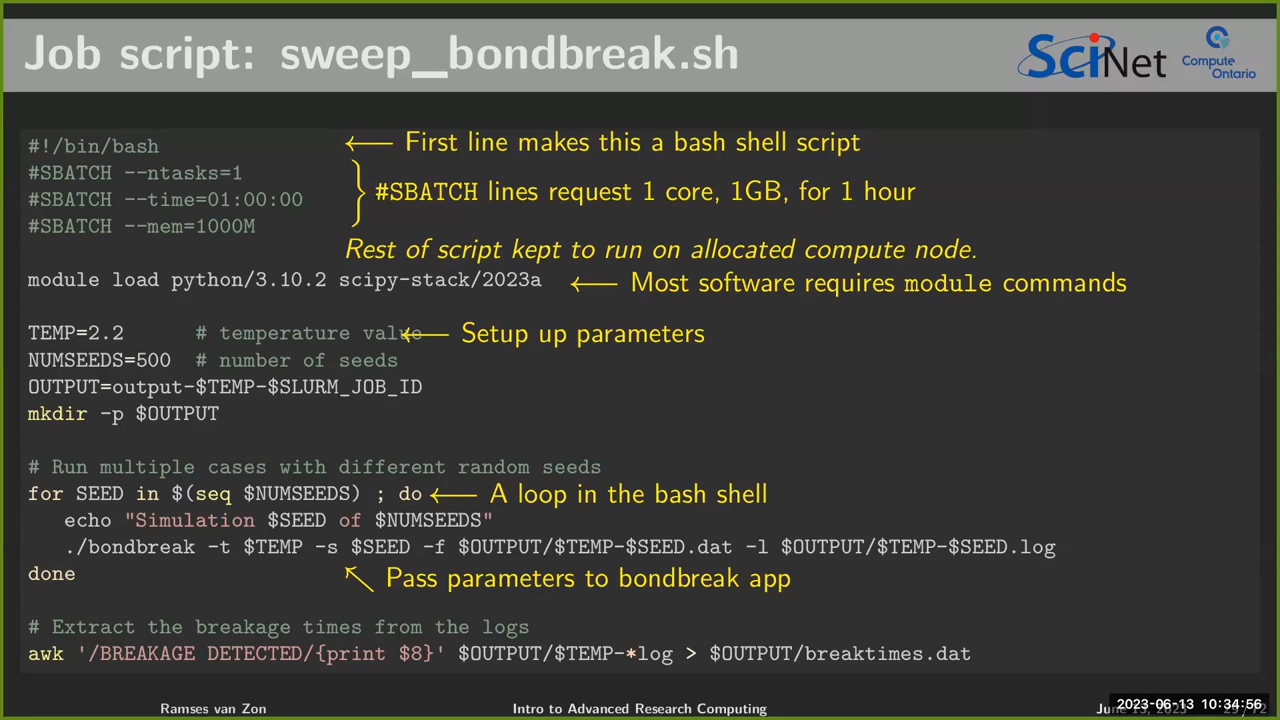 Job script: sweep_bondbreak.sh
SciNet
Compute
Ontario
#!/bin/bash ← First line makes this a bash shell script
#SBATCH --ntasks=1
#SBATCH --time=01:00:00 #SBATCH lines request 1 core, 1GB, for 1 hour
#SBATCH --mem=1000M
Rest of script kept to run on allocated compute node.
module load python/3.10.2 scipy-stack/2023a ← Most software requires module commands
TEMP=2.2 # temperature value ← Setup up parameters
NUMSEEDS=500 # number of seeds
OUTPUT=output-$TEMP-$SLURM_JOB_ID
mkdir -p $OUTPUT
# Run multiple cases with different random seeds
for SEED in $(seq $NUMSEEDS) ; do ← A loop in the bash shell
echo "Simulation $SEED of $NUMSEEDS"
./bondbreak -t $TEMP -s $SEED -f $OUTPUT/$TEMP-$SEED.dat -l $OUTPUT/$TEMP-$SEED.log
done ↖ Pass parameters to bondbreak app
# Extract the breakage times from the logs
awk '/BREAKAGE DETECTED/{print $8}' $OUTPUT/$TEMP-*log > $OUTPUT/breaktimes.dat
Ramses van Zon Intro to Advanced Research Computing
2023-06-13 10:34:56